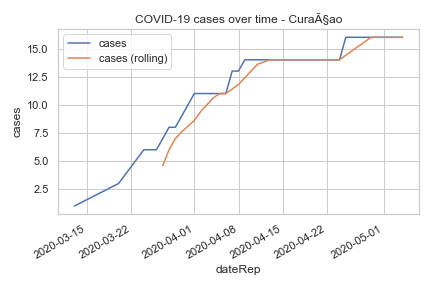 COVID-19 cases over time - CuraÃ§ao
cases
cases (rolling)
15.0
12.5
10.0
7.5
5.0
2.5
cases
2020-03-15
2020-03-22
2020-04-01
2020-04-08
2020-04-15
2020-04-22
2020-05-01
dateRep